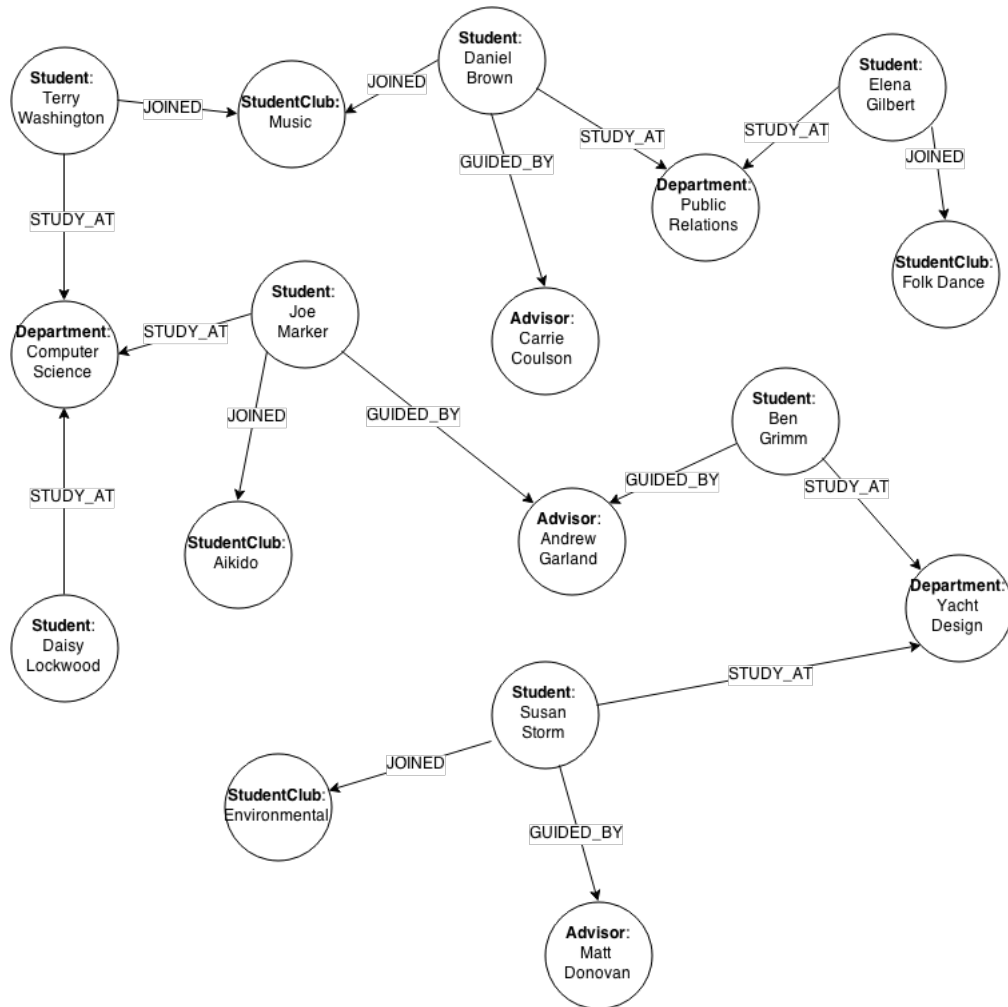 Student:
Terry
Washington
JOINED
StudentClub:
Music
JOINED
Student:
Daniel
Brown
Student:
Elena
Gilbert
STUDY_AT
STUDY_AT
GUIDED_BY
JOINED
Department:
Public
Relations
STUDY_AT
StudentClub:
Folk Dance
Student:
Joe
Marker
STUDY_AT
Department:
Computer
Science
Advisor:
Carrie
Coulson
JOINED
GUIDED_BY
Student:
Ben
Grimm
GUIDED_BY
STUDY_AT
STUDY_AT
StudentClub:
Aikido
Advisor:
Andrew
Garland
Department:
Yacht
Design
Student:
Daisy
Lockwood
STUDY_AT
Student:
Susan
Storm
JOINED
StudentClub:
Environmental
GUIDED_BY
Advisor:
Matt
Donovan